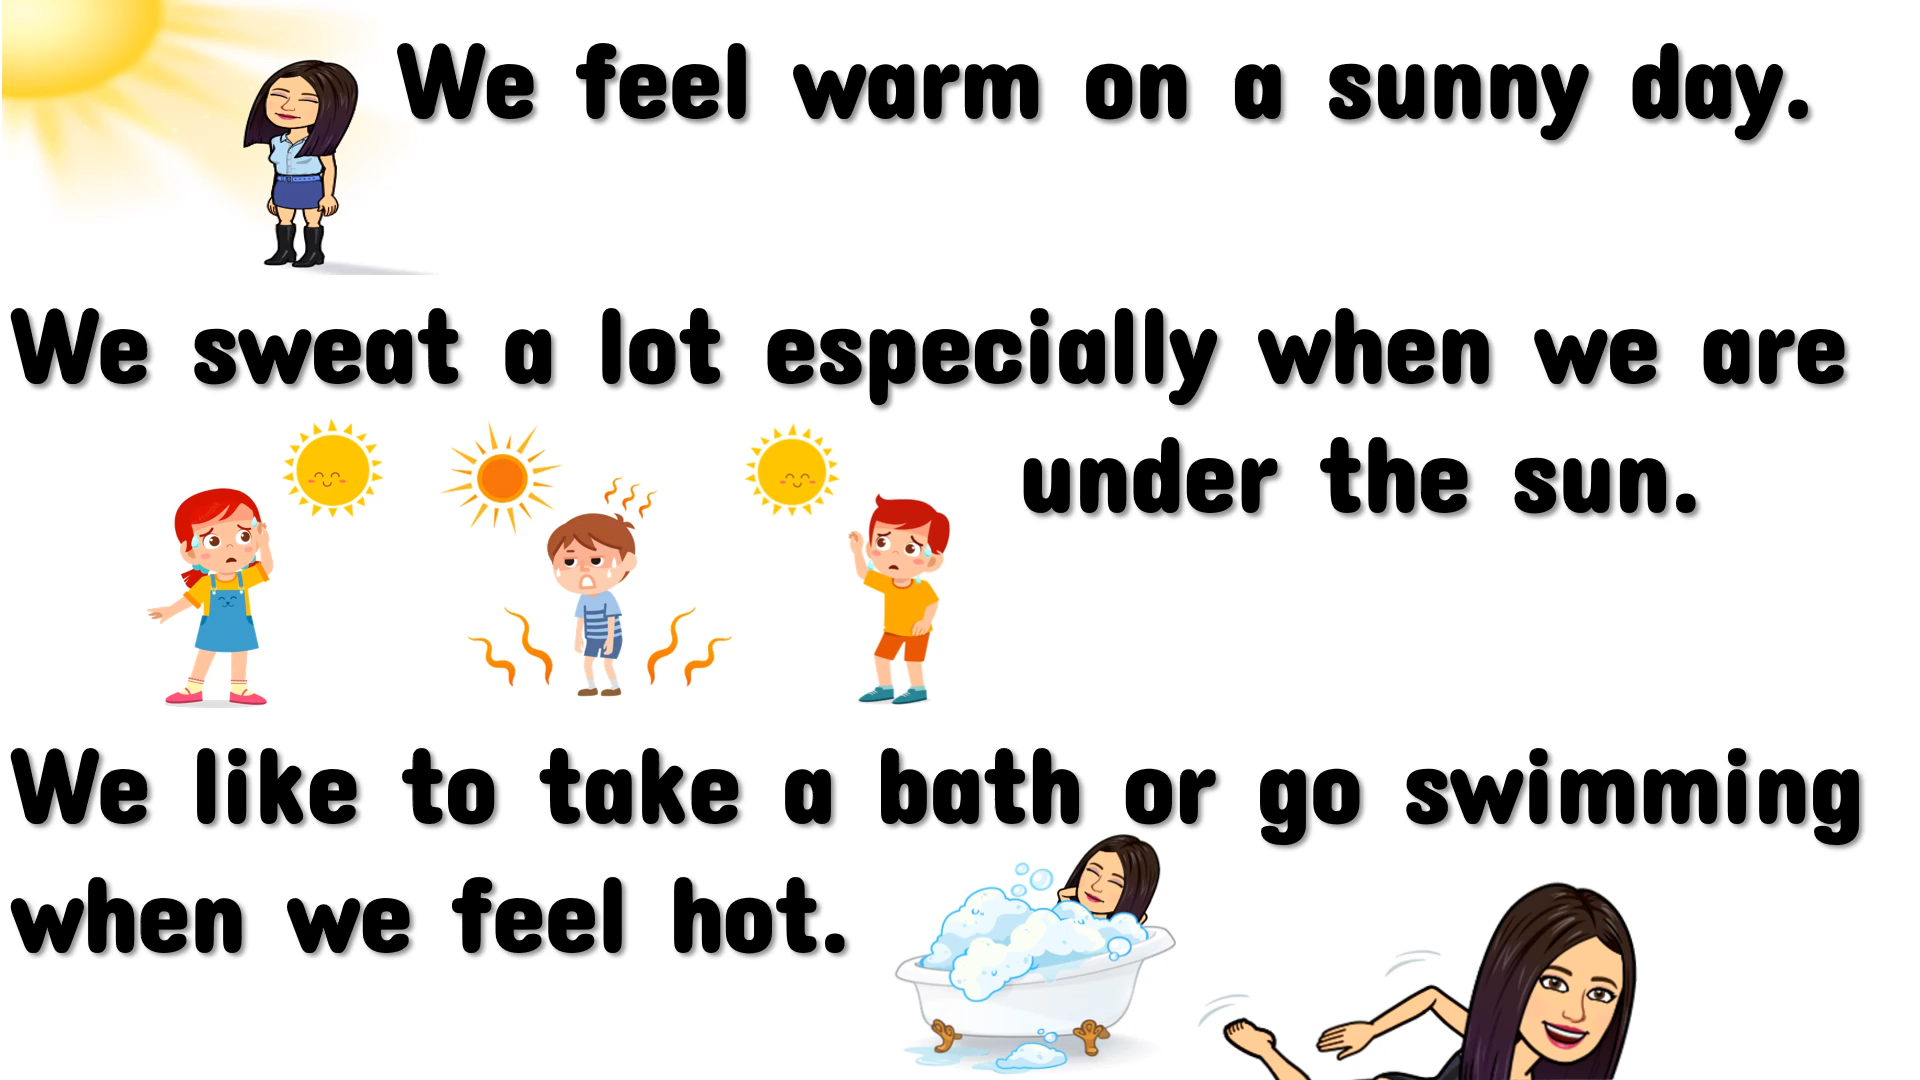 We feel warm on a sunny day.
We sweat a lot especially when we are
under the sun.
We like to take a bath or go swimming
when we feel hot.